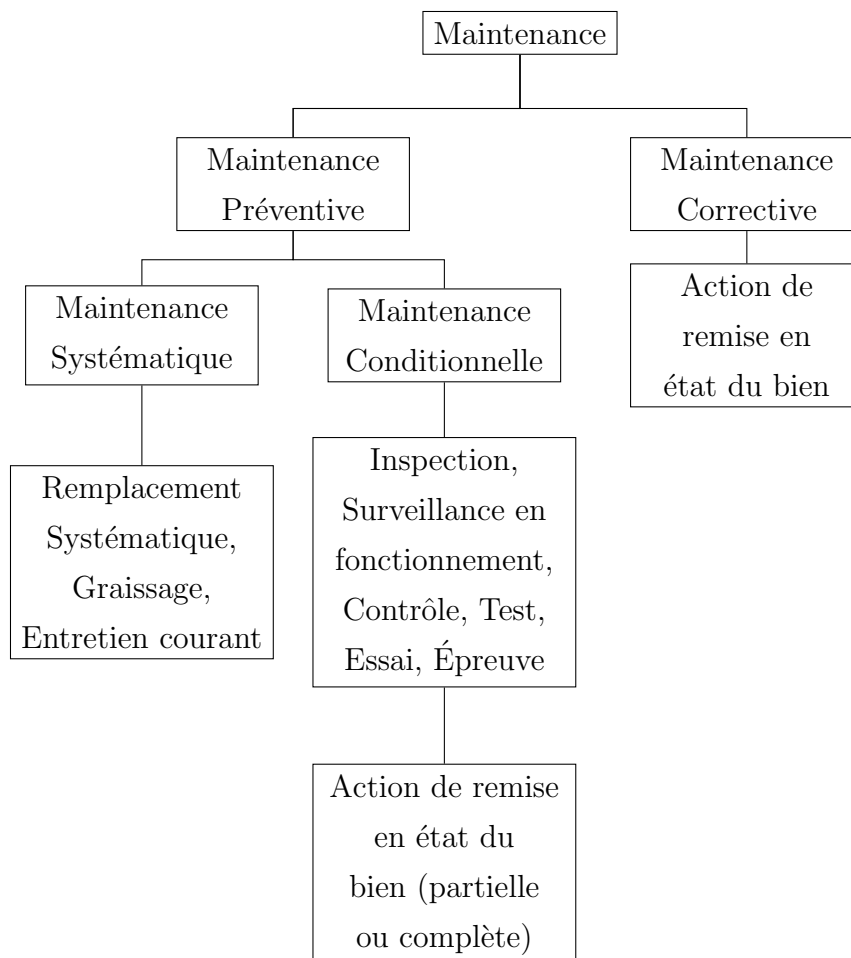 Maintenance
Maintenance
Préventive
Maintenance
Corrective
Maintenance
Systématique
Maintenance
Conditionnelle
Action de
remise en
état du bien
Remplacement
Systématique,
Graissage,
Entretien courant
Inspection,
Surveillance en
fonctionnement,
Contrôle, Test,
Essai, Épreuve
Action de remise
en état du
bien (partielle
ou complète)